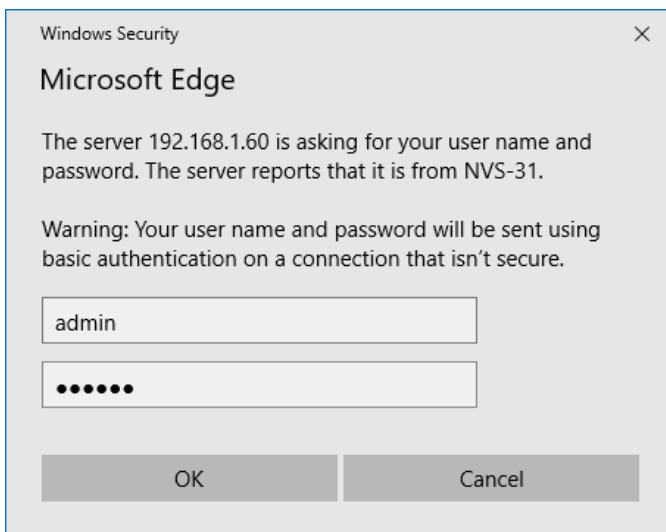 Windows Security
Microsoft Edge
The server 192.168.1.60 is asking for your user name and
password. The server reports that it is from NVS-31.
Warning: Your user name and password will be sent using
basic authentication on a connection that isn’t secure.
admin
●●●●●●
OK Cancel